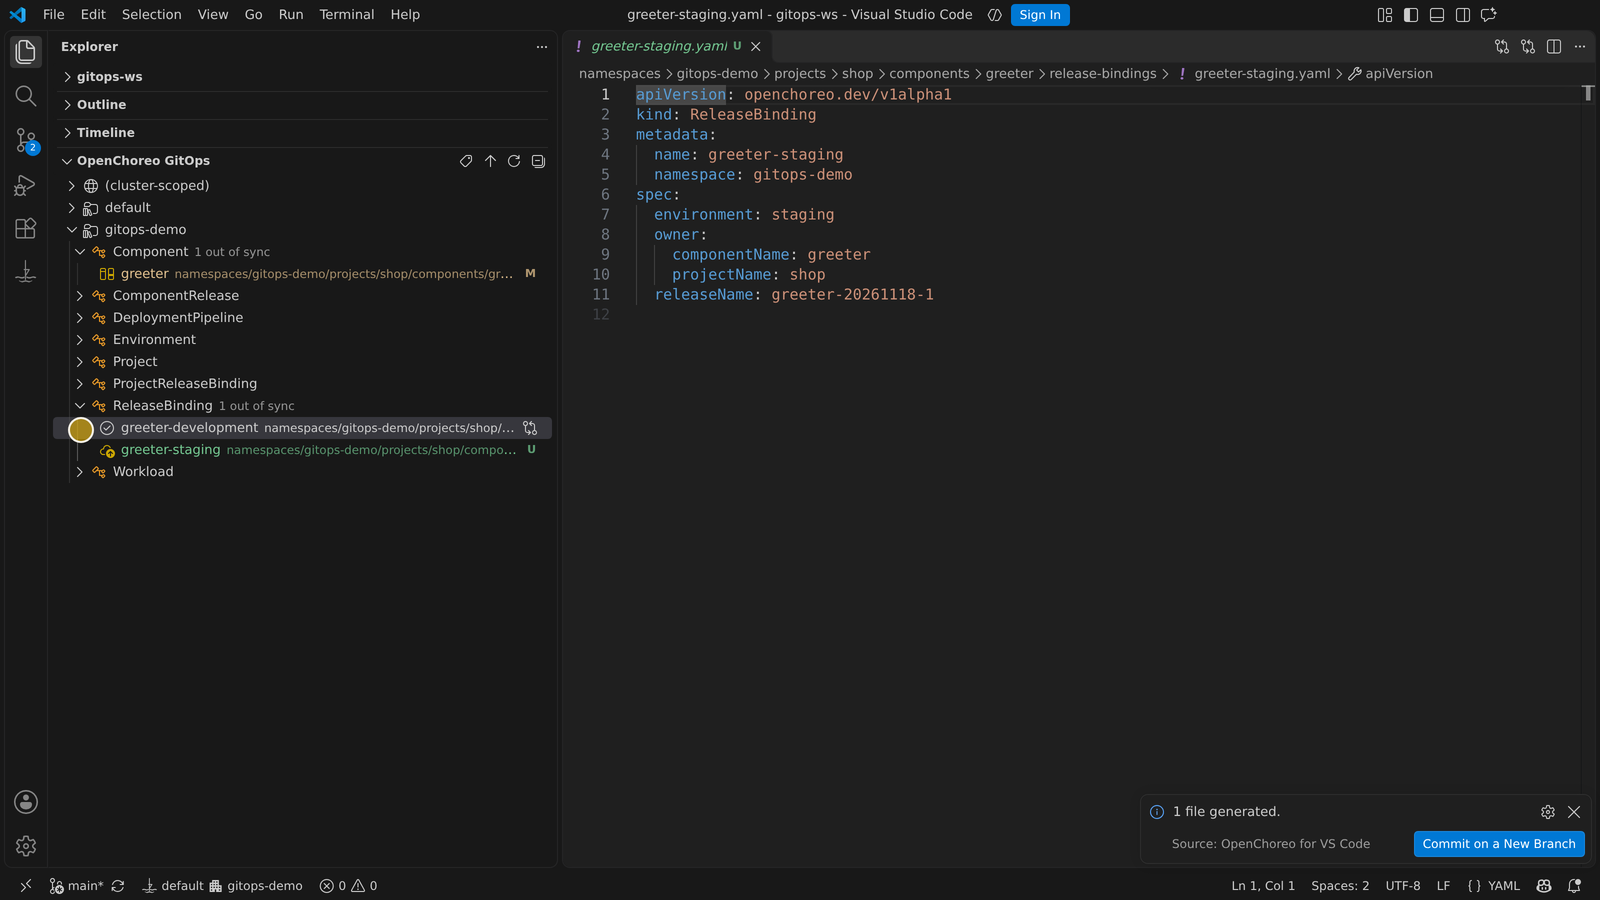 File Edit Selection View Go Run Terminal Help
greeter-staging.yaml - gitops-ws - Visual Studio Code
Sign In
Explorer
gitops-ws
Outline
Timeline
OpenChoreo GitOps
(cluster-scoped)
default
gitops-demo
Component 1 out of sync
greeter namespaces/gitops-demo/projects/shop/components/gr... M
ComponentRelease
DeploymentPipeline
Environment
Project
ProjectReleaseBinding
ReleaseBinding 1 out of sync
greeter-development namespaces/gitops-demo/projects/shop/...
greeter-staging namespaces/gitops-demo/projects/shop/compo... U
Workload
2
! greeter-staging.yaml U
namespaces > gitops-demo > projects > shop > components > greeter > release-bindings > ! greeter-staging.yaml > apiVersion
1 apiVersion: openchoreo.dev/v1alpha1
2 kind: ReleaseBinding
3 metadata:
4 name: greeter-staging
5 namespace: gitops-demo
6 spec:
7 environment: staging
8 owner:
9 componentName: greeter
10 projectName: shop
11 releaseName: greeter-20261118-1
12
1 file generated.
Source: OpenChoreo for VS Code
Commit on a New Branch
main* default gitops-demo 0 0
Ln 1, Col 1 Spaces: 2 UTF-8 LF { } YAML